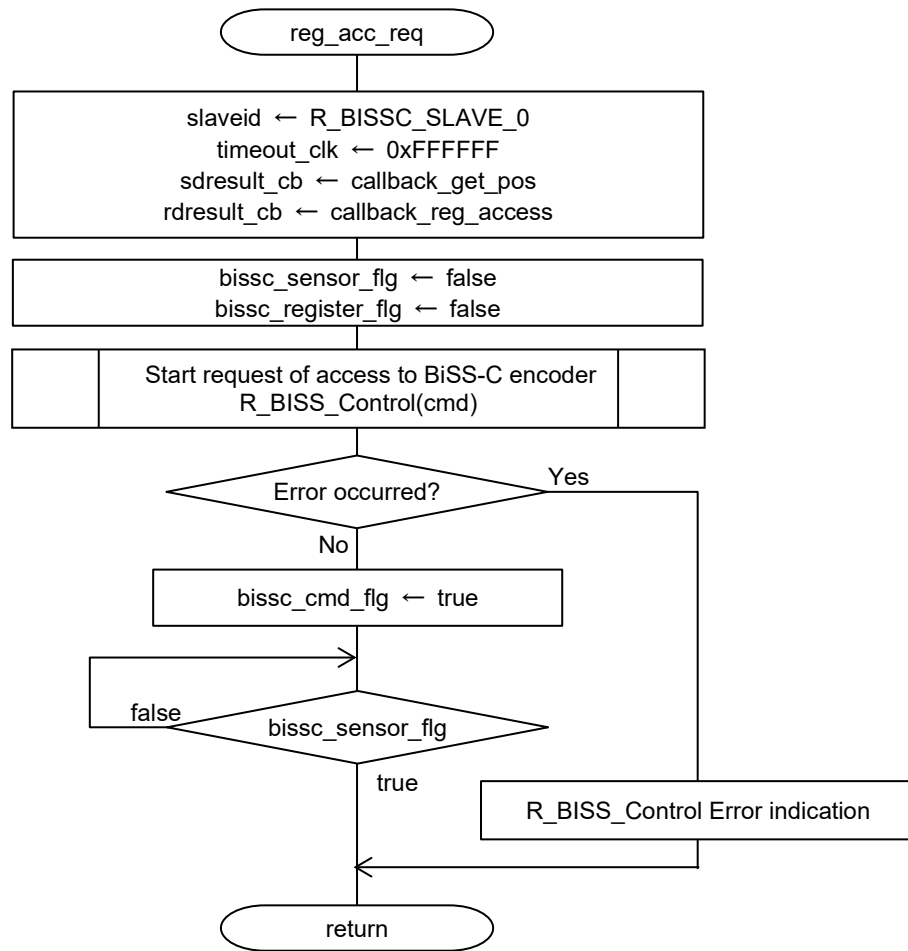 reg_acc_req
slaveid ← R_BISSC_SLAVE_0
timeout_clk ← 0xFFFFFF
sdresult_cb ← callback_get_pos
rdresult_cb ← callback_reg_access
bissc_sensor_flg ← false
bissc_register_flg ← false
Start request of access to BiSS-C encoder
R_BISS_Control(cmd)
Error occurred?
Yes
No
bissc_cmd_flg ← true
false
bissc_sensor_flg
true
R_BISS_Control Error indication
return